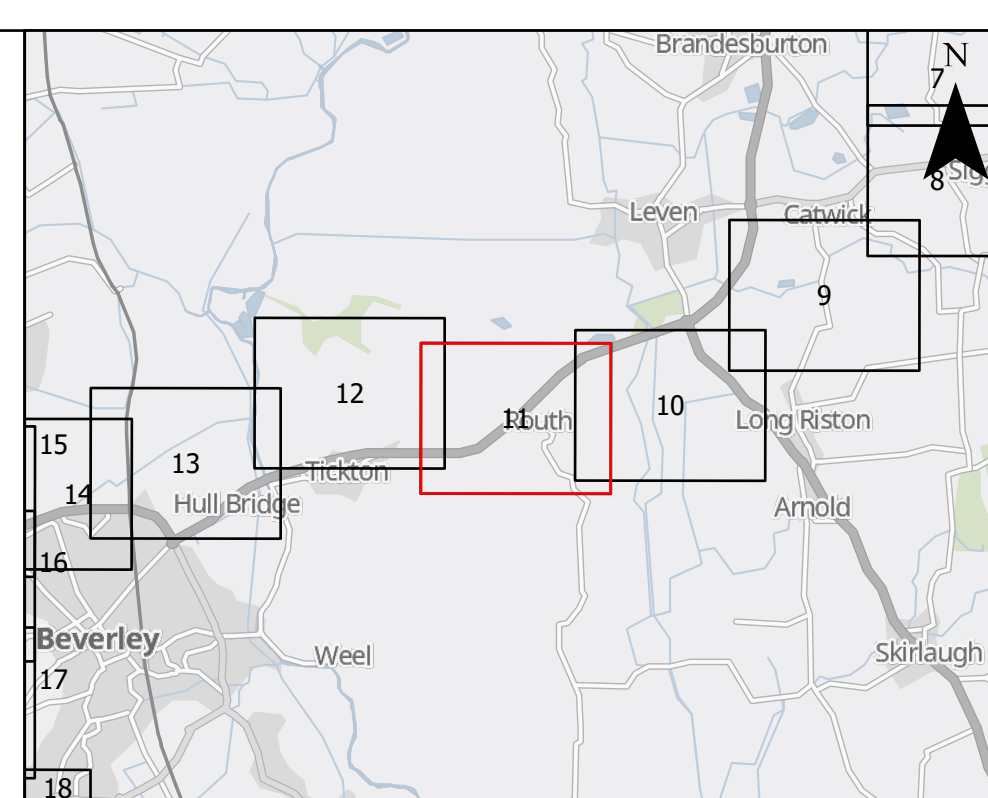 Brandesburton
N
7
8
Leven
Catwick
9
12
10
11
Routh
Long Riston
15
13
Tickton
14
Hull Bridge
Arnold
16
Beverley
Weel
Skirlaugh
17
18